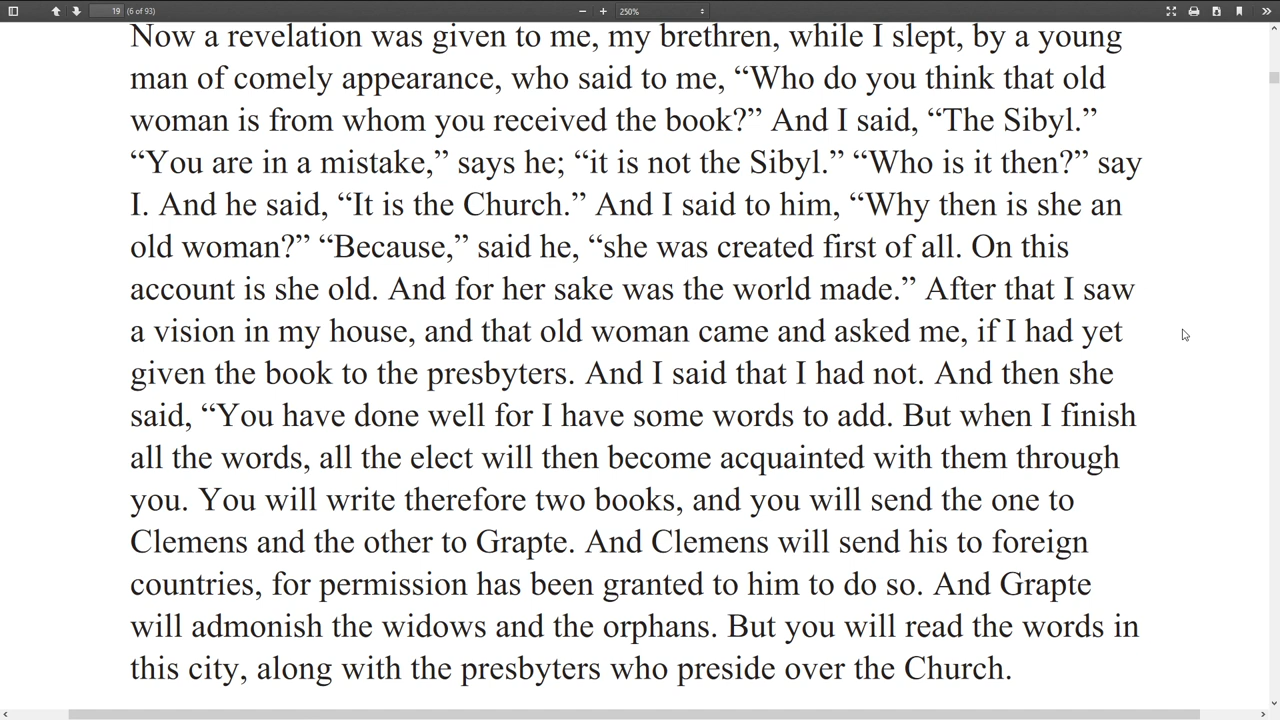 19 (6 of 93) 250%
Now a revelation was given to me, my brethren, while I slept, by a young
man of comely appearance, who said to me, “Who do you think that old
woman is from whom you received the book?” And I said, “The Sibyl.”
“You are in a mistake,” says he; “it is not the Sibyl.” “Who is it then?” say
I. And he said, “It is the Church.” And I said to him, “Why then is she an
old woman?” “Because,” said he, “she was created first of all. On this
account is she old. And for her sake was the world made.” After that I saw
a vision in my house, and that old woman came and asked me, if I had yet
given the book to the presbyters. And I said that I had not. And then she
said, “You have done well for I have some words to add. But when I finish
all the words, all the elect will then become acquainted with them through
you. You will write therefore two books, and you will send the one to
Clemens and the other to Grapte. And Clemens will send his to foreign
countries, for permission has been granted to him to do so. And Grapte
will admonish the widows and the orphans. But you will read the words in
this city, along with the presbyters who preside over the Church.